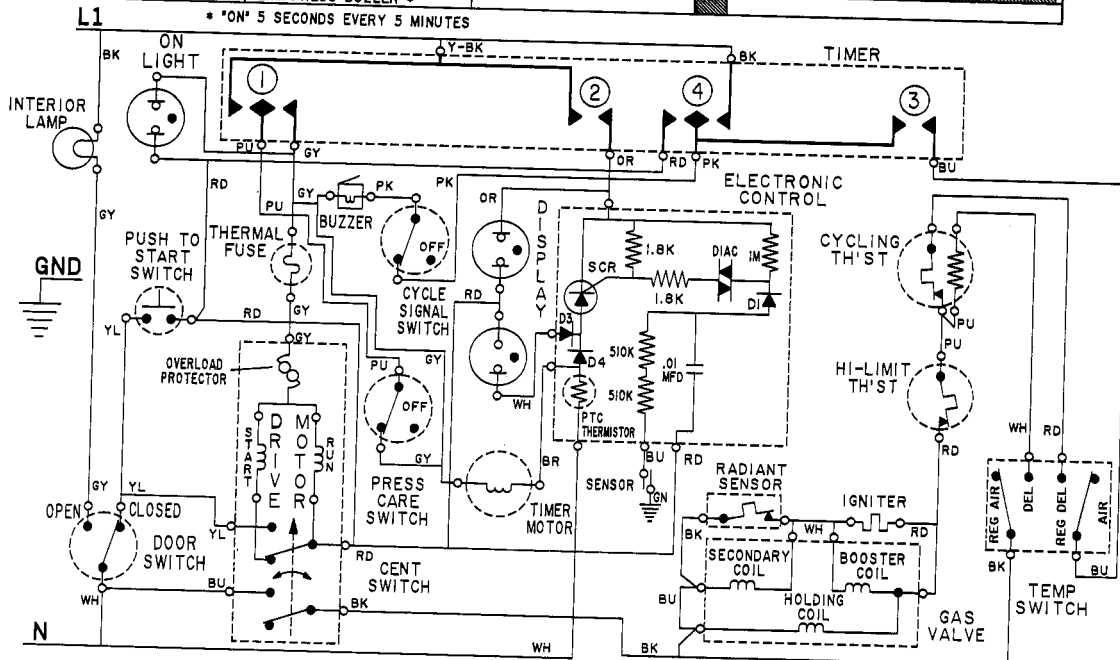 * "ON" 5 SECONDS EVERY 5 MINUTES
L1
ON
LIGHT
BK
Y-BK
BK
TIMER
INTERIOR
LAMP
1
2
4
3
PU
GY
OR
RD
PK
BU
GY
RD
PU
GY
BUZZER
PK
PK
OR
ELECTRONIC
CONTROL
PUSH TO
START
SWITCH
THERMAL
FUSE
OFF
CYCLE
SIGNAL
SWITCH
DISPLAY
1.8K
SCR
1.8K
DIAC
1M
D1
CYCLING
TH'ST
GND
GY
YL
RD
GY
RD
D3
D4
510K
510K
.01
MFD
PU
PU
HI-LIMIT
TH'ST
OVERLOAD
PROTECTOR
PU
OFF
GY
WH
PTC
THERMISTOR
DRIVE
MOTOR
START
RUN
GY
PRESS
CARE
SWITCH
TIMER
MOTOR
BR
BU
RD
SENSOR
GN
RADIANT
SENSOR
IGNITER
RD
WH
RD
GY
YL
OPEN
CLOSED
DOOR
SWITCH
YL
RD
CENT
SWITCH
BK
WH
RD
REG AIR
DEL
REG DEL
AIR
SECONDARY
COIL
BOOSTER
COIL
HOLDING
COIL
BU
BU
BK
WH
BK
BU
GAS
VALVE
TEMP
SWITCH
N
WH
BK